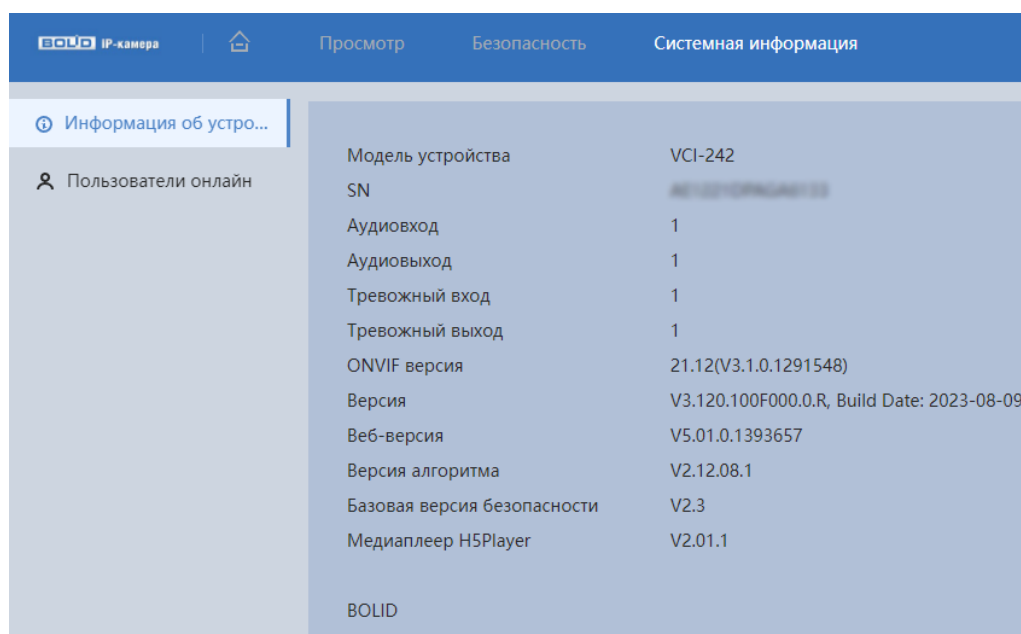 BOLID IP-камера
Просмотр
Безопасность
Системная информация
Информация об устро...
Пользователи онлайн
Модель устройства VCI-242
SN
Аудиовход 1
Аудиовыход 1
Тревожный вход 1
Тревожный выход 1
ONVIF версия 21.12(V3.1.0.1291548)
Версия V3.120.100F000.0.R, Build Date: 2023-08-09
Веб-версия V5.01.0.1393657
Версия алгоритма V2.12.08.1
Базовая версия безопасности V2.3
Медиаплеер H5Player V2.01.1
BOLID